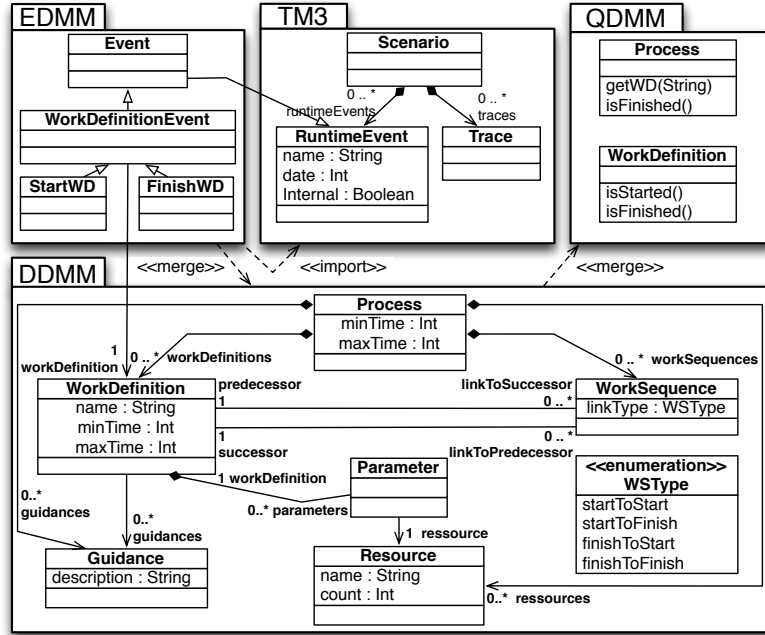 EDMM
Event
WorkDefinitionEvent
StartWD
FinishWD
TM3
Scenario
0 .. *
runtimeEvents
0 .. *
traces
RuntimeEvent
name : String
date : Int
Internal : Boolean
Trace
QDMM
Process
getWD(String)
isFinished()
WorkDefinition
isStarted()
isFinished()
<<merge>>
<<import>>
<<merge>>
DDMM
Process
minTime : Int
maxTime : Int
1
workDefinition
0 .. * workDefinitions
0 .. * workSequences
WorkDefinition
name : String
minTime : Int
maxTime : Int
predecessor
1
linkToSuccessor
0 .. *
WorkSequence
linkType : WSType
1
successor
0 .. *
linkToPredecessor
1 workDefinition
0..* parameters
Parameter
<<enumeration>>
WSType
startToStart
startToFinish
finishToStart
finishToFinish
0..*
guidances
0..*
guidances
1 ressource
Guidance
description : String
Resource
name : String
count : Int
0..* ressources